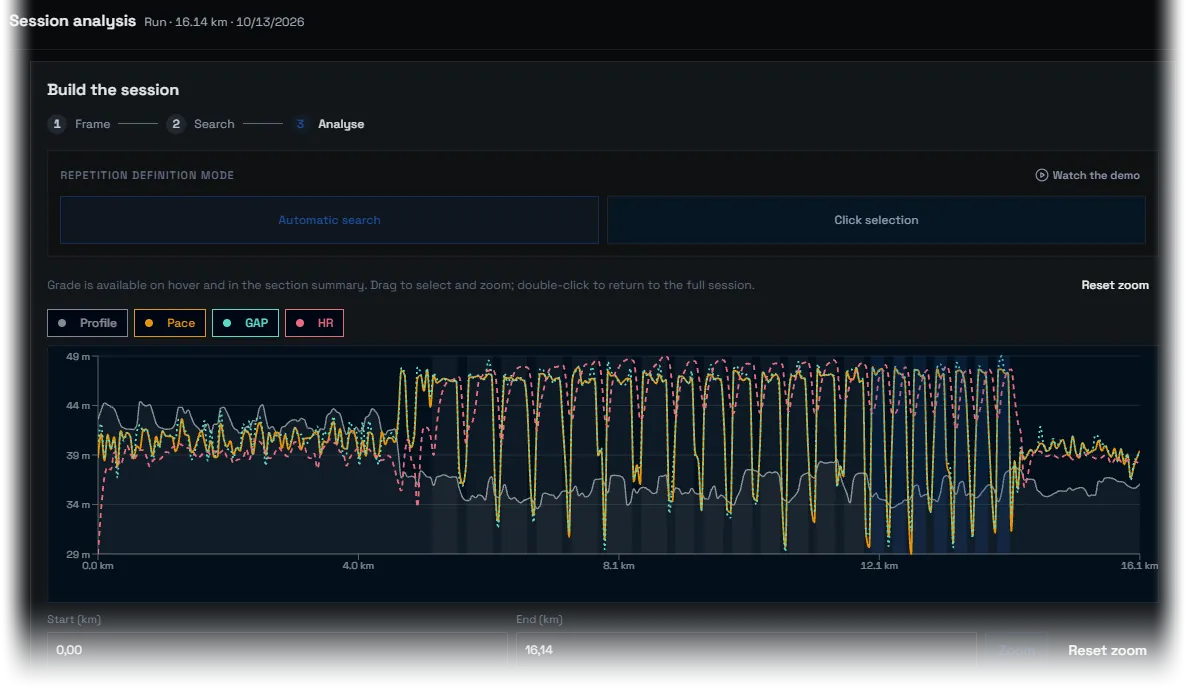 Session analysis Run · 16.14 km · 10/13/2026
Build the session
1 Frame 2 Search 3 Analyse
REPETITION DEFINITION MODE Watch the demo
Automatic search Click selection
Grade is available on hover and in the section summary. Drag to select and zoom; double-click to return to the full session. Reset zoom
Profile Pace GAP HR
49 m
44 m
39 m
34 m
29 m
0.0 km 4.0 km 8.1 km 12.1 km 16.1 km
Start (km) End (km)
0,00 16,14 Zoom Reset zoom